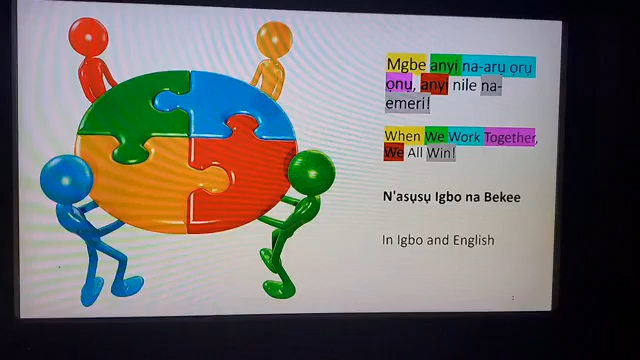 Mgbe anyị na-arụ ọrụ
ọnụ, anyị nile na-
emeri!
When We Work Together,
We All Win!
N'asụsụ Igbo na Bekee
In Igbo and English